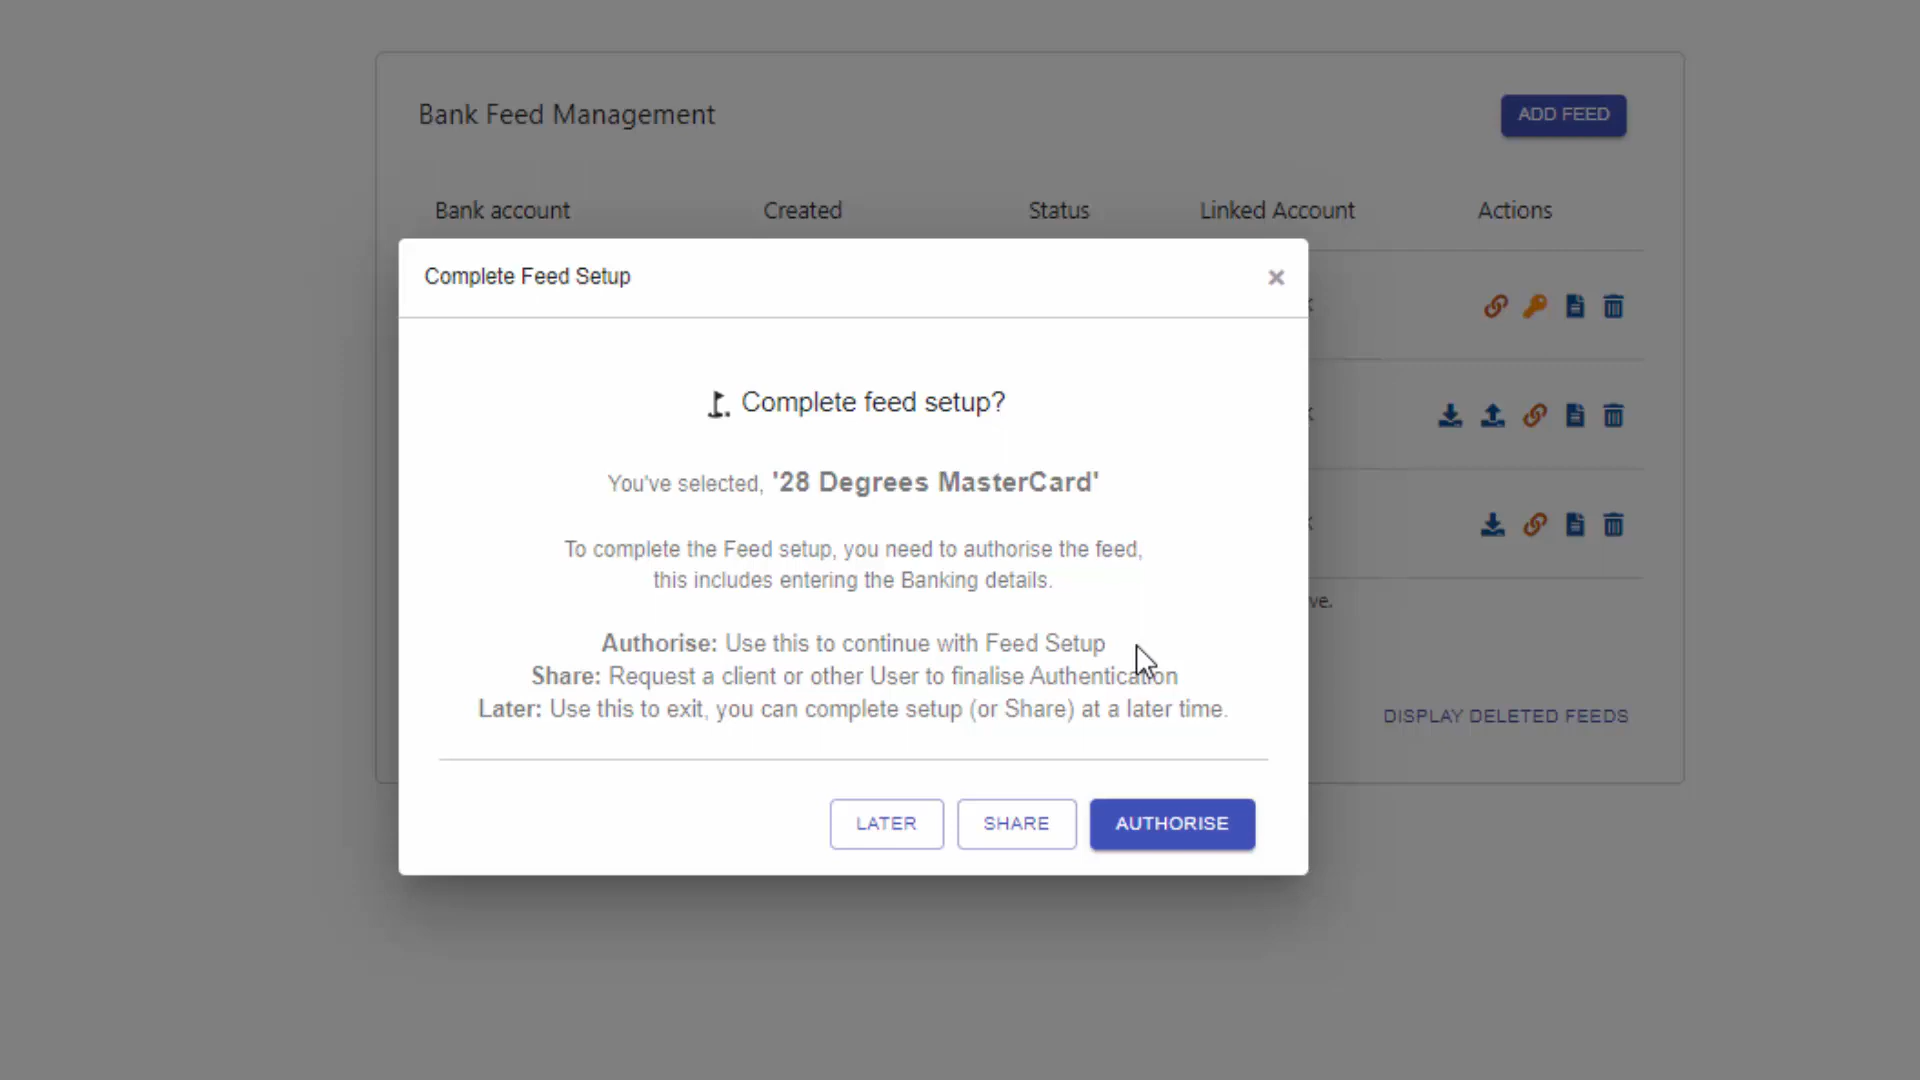 Bank Feed Management
ADD FEED
Bank account Created Status Linked Account Actions
Complete Feed Setup
Complete feed setup?
You've selected, '28 Degrees MasterCard'
To complete the Feed setup, you need to authorise the feed,
this includes entering the Banking details.
Authorise: Use this to continue with Feed Setup
Share: Request a client or other User to finalise Authentication
Later: Use this to exit, you can complete setup (or Share) at a later time.
DISPLAY DELETED FEEDS
LATER SHARE AUTHORISE